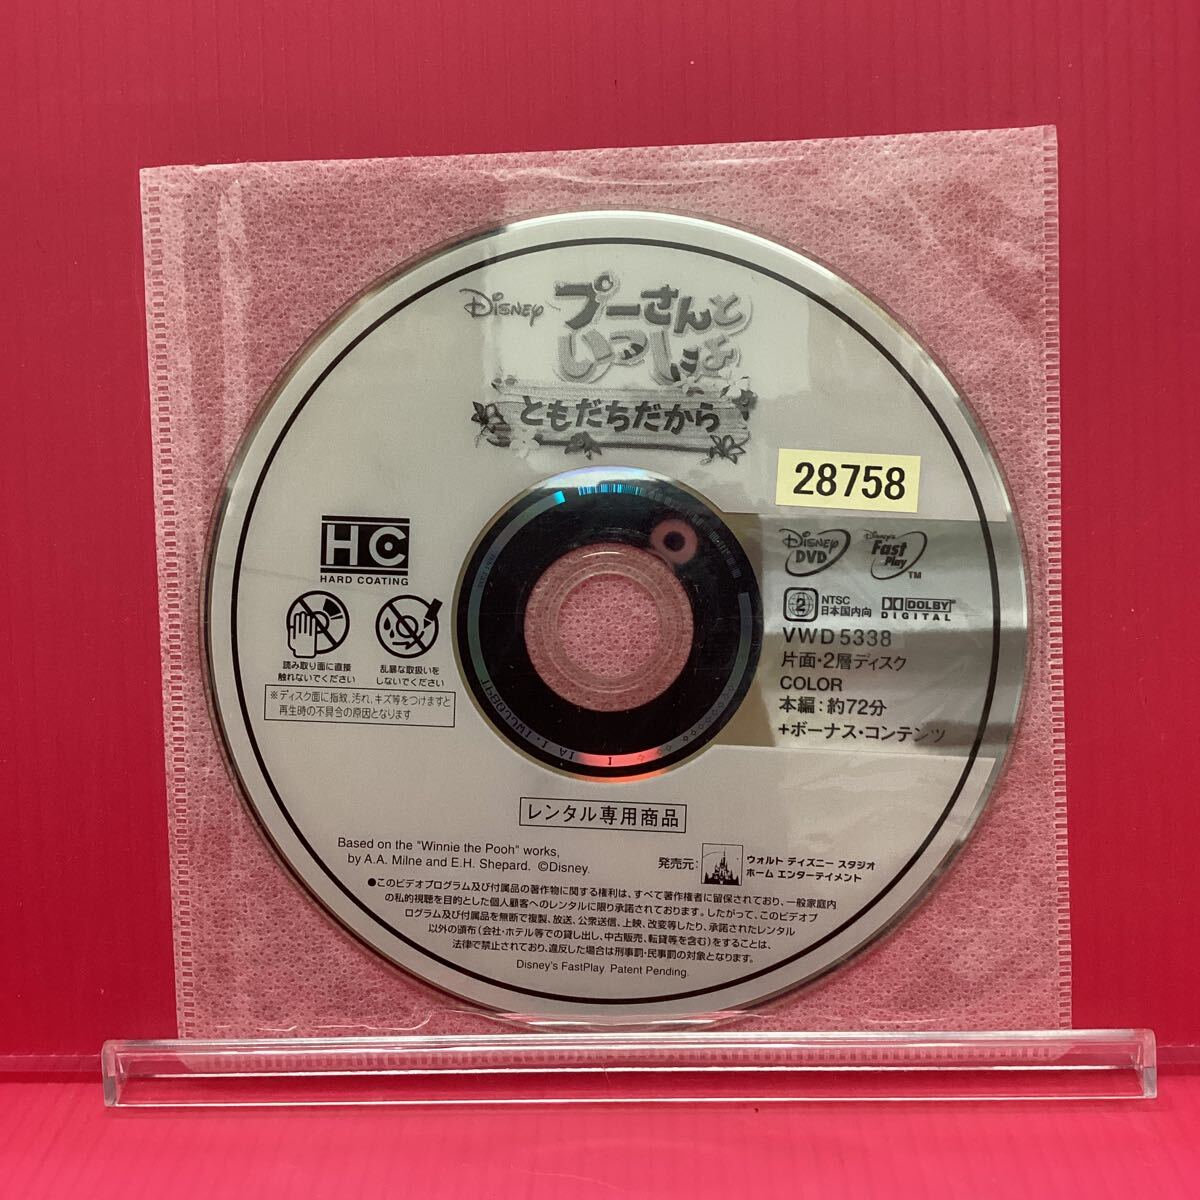 Disney プーさんと
いっしょ
ともだちだから
28758
HC
HARD COATING
読み取り面に直接
触れないでください
乱暴な取扱いを
しないでください
※ディスク面に指紋、汚れ、キズ等をつけますと
再生時の不具合の原因となります
Disney DVD
Disney's Fast Play TM
2 NTSC
日本国内向
DOLBY
DIGITAL
VWD5338
片面・2層ディスク
COLOR
本編：約72分
+ボーナス・コンテンツ
レンタル専用商品
Based on the "Winnie the Pooh" works,
by A.A. Milne and E.H. Shepard. ©Disney.
発売元：
ウォルト ディズニー スタジオ
ホーム エンターテイメント
●このビデオプログラム及び付属品の著作物に関する権利は、すべて著作権者に留保されており、一般家庭内
の私的視聴を目的とした個人顧客へのレンタルに限り承諾されております。したがって、このビデオプ
ログラム及び付属品を無断で複製、放送、公衆送信、上映、改変等したり、承諾されたレンタル
以外の頒布（会社・ホテル等での貸し出し、中古販売、転貸等を含む）をすることは、
法律で禁止されており、違反した場合は刑事罰・民事罰の対象となります。
Disney's FastPlay. Patent Pending.